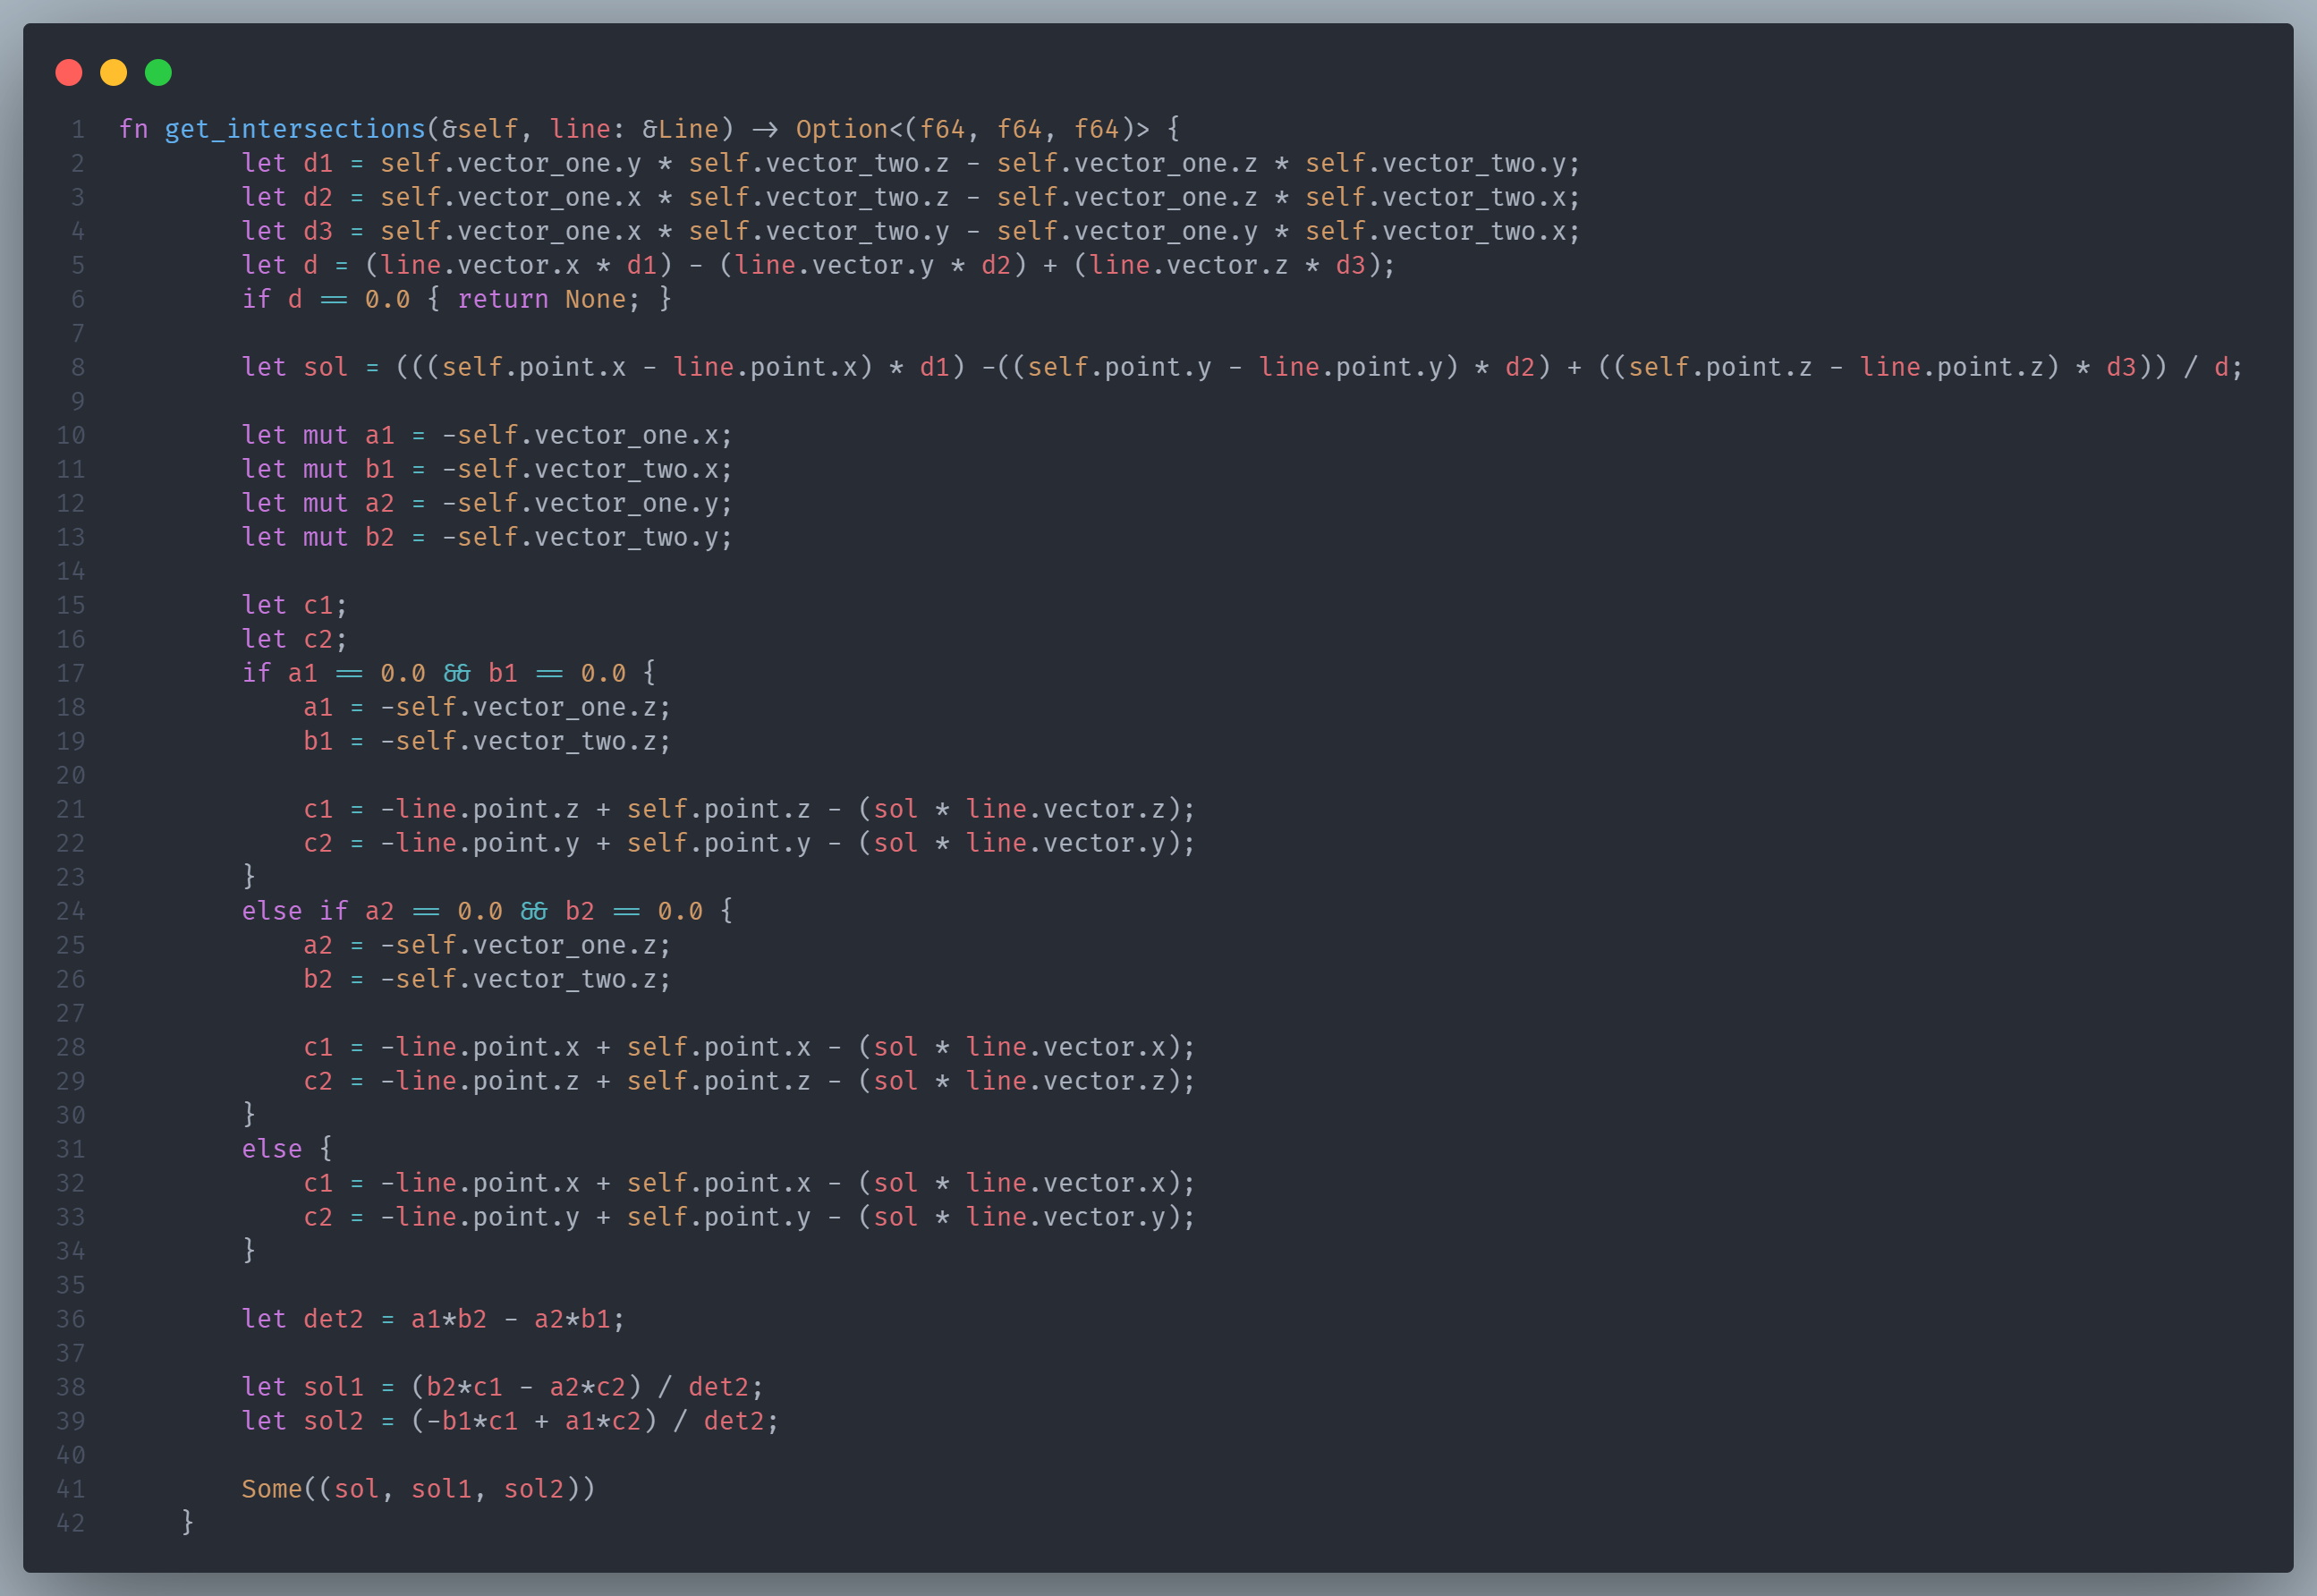 1 fn get_intersections(&self, line: &Line) -> Option<(f64, f64, f64)> {
2 let d1 = self.vector_one.y * self.vector_two.z - self.vector_one.z * self.vector_two.y;
3 let d2 = self.vector_one.x * self.vector_two.z - self.vector_one.z * self.vector_two.x;
4 let d3 = self.vector_one.x * self.vector_two.y - self.vector_one.y * self.vector_two.x;
5 let d = (line.vector.x * d1) - (line.vector.y * d2) + (line.vector.z * d3);
6 if d == 0.0 { return None; }
7
8 let sol = (((self.point.x - line.point.x) * d1) -((self.point.y - line.point.y) * d2) + ((self.point.z - line.point.z) * d3)) / d;
9
10 let mut a1 = -self.vector_one.x;
11 let mut b1 = -self.vector_two.x;
12 let mut a2 = -self.vector_one.y;
13 let mut b2 = -self.vector_two.y;
14
15 let c1;
16 let c2;
17 if a1 == 0.0 && b1 == 0.0 {
18 a1 = -self.vector_one.z;
19 b1 = -self.vector_two.z;
20
21 c1 = -line.point.z + self.point.z - (sol * line.vector.z);
22 c2 = -line.point.y + self.point.y - (sol * line.vector.y);
23 }
24 else if a2 == 0.0 && b2 == 0.0 {
25 a2 = -self.vector_one.z;
26 b2 = -self.vector_two.z;
27
28 c1 = -line.point.x + self.point.x - (sol * line.vector.x);
29 c2 = -line.point.z + self.point.z - (sol * line.vector.z);
30 }
31 else {
32 c1 = -line.point.x + self.point.x - (sol * line.vector.x);
33 c2 = -line.point.y + self.point.y - (sol * line.vector.y);
34 }
35
36 let det2 = a1*b2 - a2*b1;
37
38 let sol1 = (b2*c1 - a2*c2) / det2;
39 let sol2 = (-b1*c1 + a1*c2) / det2;
40
41 Some((sol, sol1, sol2))
42 }